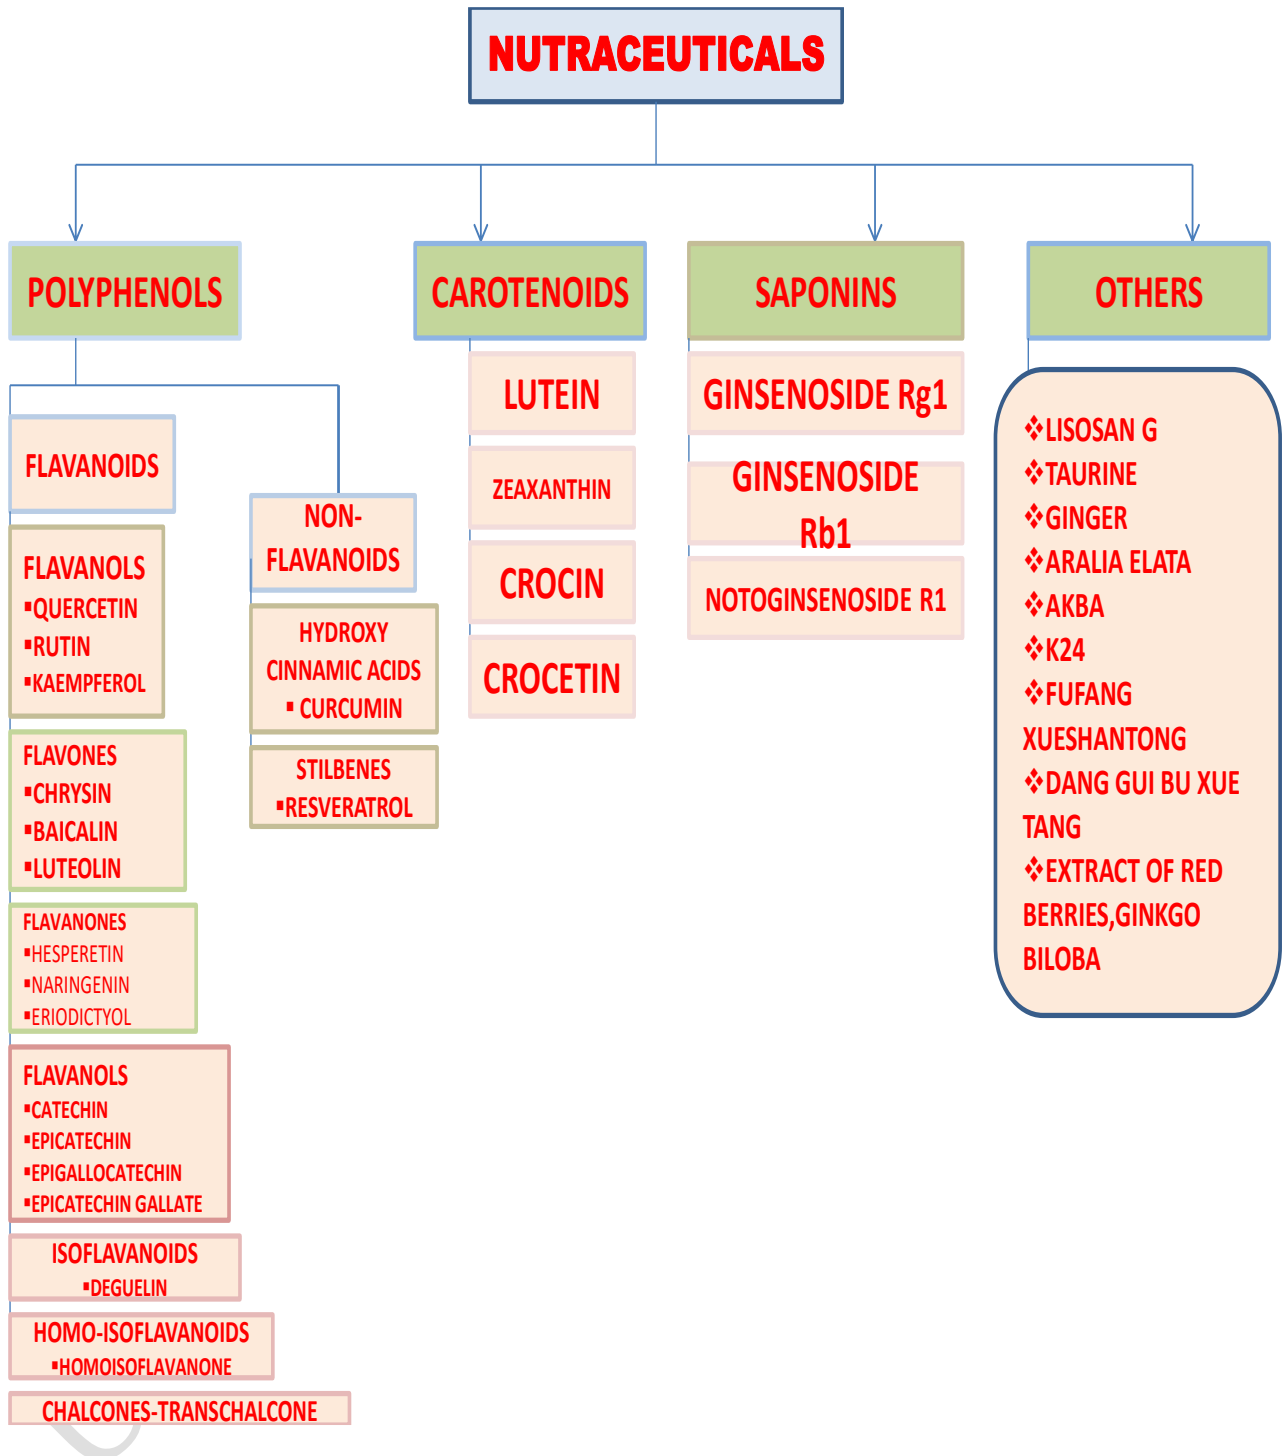 NUTRACEUTICALS
POLYPHENOLS
FLAVANOIDS
FLAVANOLS
▪QUERCETIN
▪RUTIN
▪KAEMPFEROL
FLAVONES
▪CHRYSIN
▪BAICALIN
▪LUTEOLIN
FLAVANONES
▪HESPERETIN
▪NARINGENIN
▪ERIODICTYOL
FLAVANOLS
▪CATECHIN
▪EPICATECHIN
▪EPIGALLOCATECHIN
▪EPICATECHIN GALLATE
ISOFLAVANOIDS
▪DEGUELIN
HOMO-ISOFLAVANOIDS
▪HOMOISOFLAVANONE
CHALCONES-TRANSCHALCONE
NON-
FLAVANOIDS
HYDROXY
CINNAMIC ACIDS
▪ CURCUMIN
STILBENES
▪RESVERATROL
CAROTENOIDS
LUTEIN
ZEAXANTHIN
CROCIN
CROCETIN
SAPONINS
GINSENOSIDE Rg1
GINSENOSIDE
Rb1
NOTOGINSENOSIDE R1
OTHERS
❖LISOSAN G
❖TAURINE
❖GINGER
❖ARALIA ELATA
❖AKBA
❖K24
❖FUFANG
XUESHANTONG
❖DANG GUI BU XUE
TANG
❖EXTRACT OF RED
BERRIES,GINKGO
BILOBA